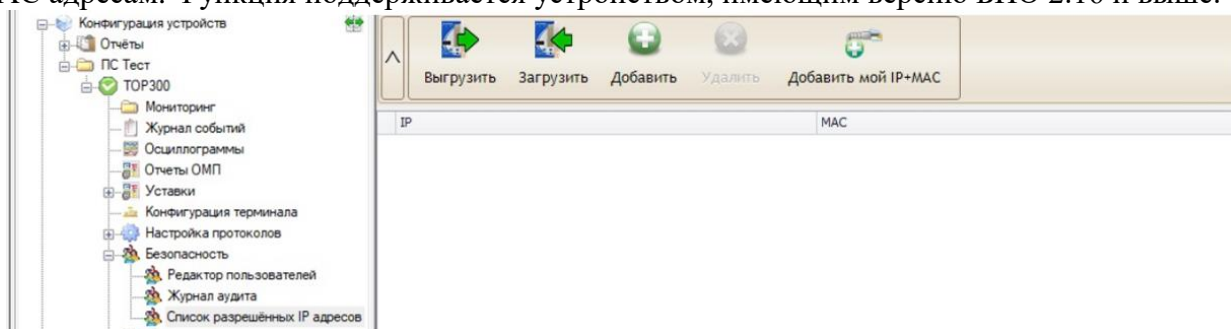 АС адресам. Функция поддерживается устройством, имеющим версию БПО 2.10 и выше.
Конфигурация устройств
Отчёты
ПС Тест
ТОР300
Мониторинг
Журнал событий
Осциллограммы
Отчеты ОМП
Уставки
Конфигурация терминала
Настройка протоколов
Безопасность
Редактор пользователей
Журнал аудита
Список разрешённых IP адресов
Выгрузить Загрузить Добавить Удалить Добавить мой IP+MAC
IP MAC